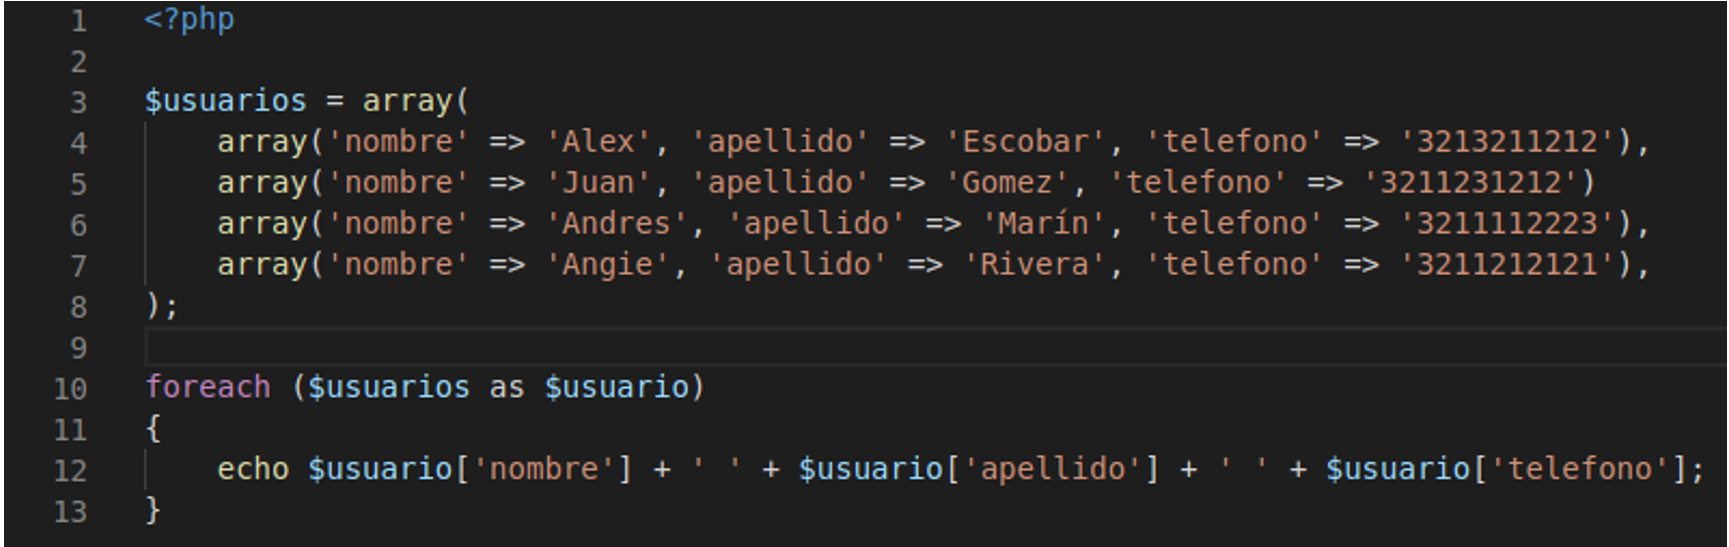 1 <?php
2
3 $usuarios = array(
4     array('nombre' => 'Alex', 'apellido' => 'Escobar', 'telefono' => '3213211212'),
5     array('nombre' => 'Juan', 'apellido' => 'Gomez', 'telefono' => '3211231212')
6     array('nombre' => 'Andres', 'apellido' => 'Marín', 'telefono' => '3211112223'),
7     array('nombre' => 'Angie', 'apellido' => 'Rivera', 'telefono' => '3211212121'),
8 );
9
10 foreach ($usuarios as $usuario)
11 {
12     echo $usuario['nombre'] + ' ' + $usuario['apellido'] + ' ' + $usuario['telefono'];
13 }